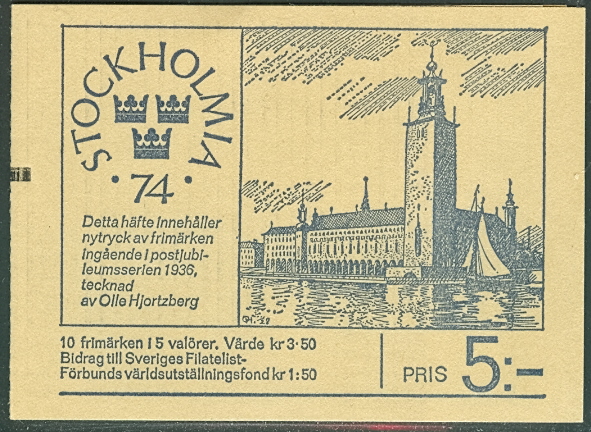 STOCKHOLMIA
• 74 •
Detta häfte innehåller
nytryck av frimärken
ingående i postjubi-
leumsserien 1936,
tecknad
av Olle Hjortzberg
10 frimärken i 5 valörer. Värde kr 3·50
Bidrag till Sveriges Filatelist-
Förbunds världsutställningsfond kr 1:50
PRIS 5:-